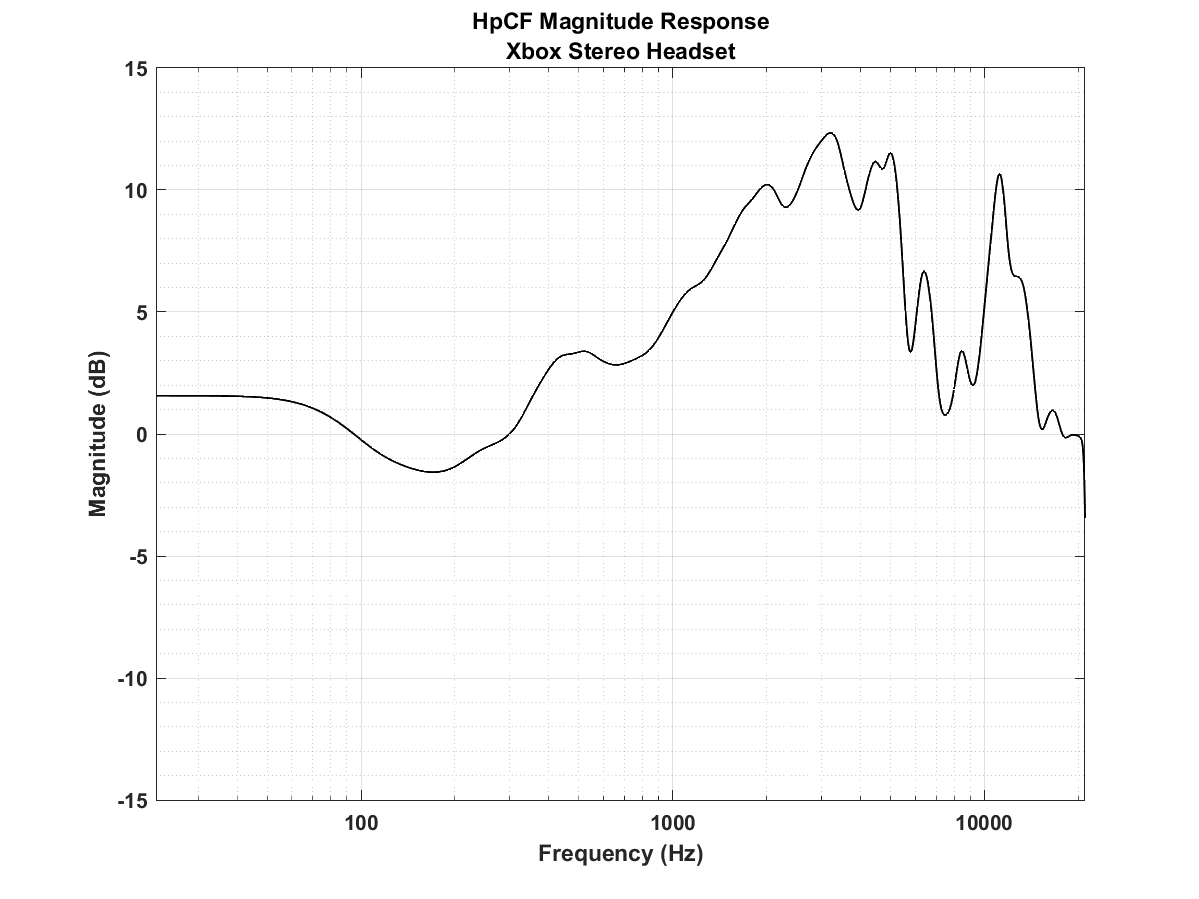 HpCF Magnitude Response
Xbox Stereo Headset
15
10
5
0
-5
-10
-15
Magnitude (dB)
100 1000 10000
Frequency (Hz)